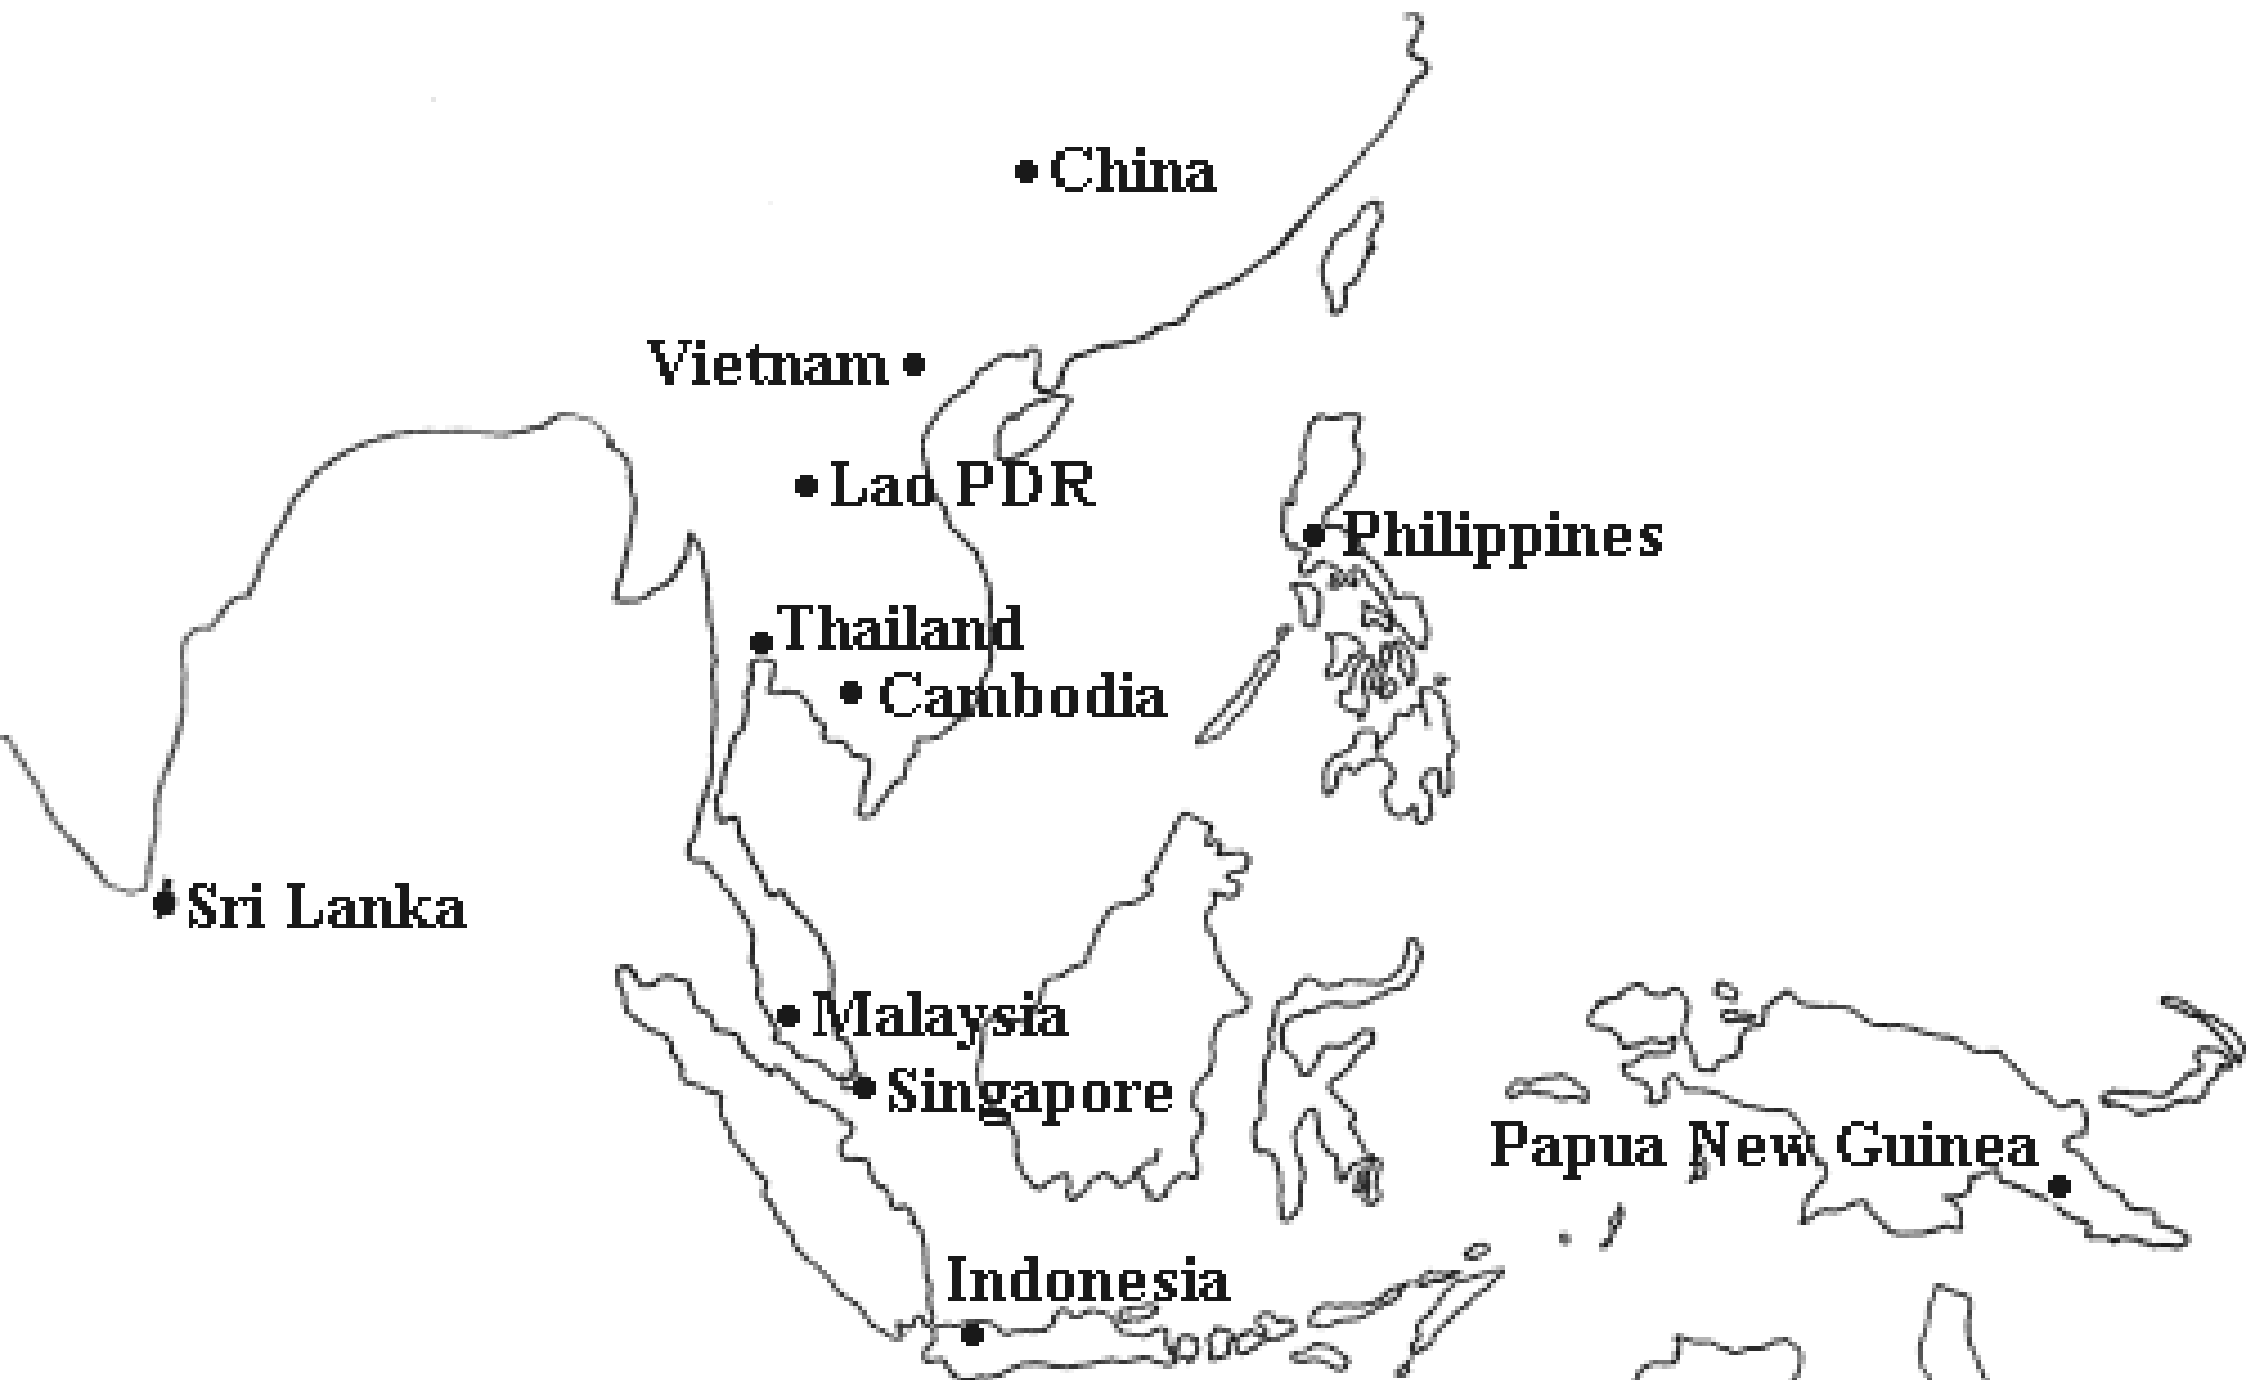 China
Vietnam
Lao PDR
Philippines
Thailand
Cambodia
Sri Lanka
Malaysia
Singapore
Papua New Guinea
Indonesia